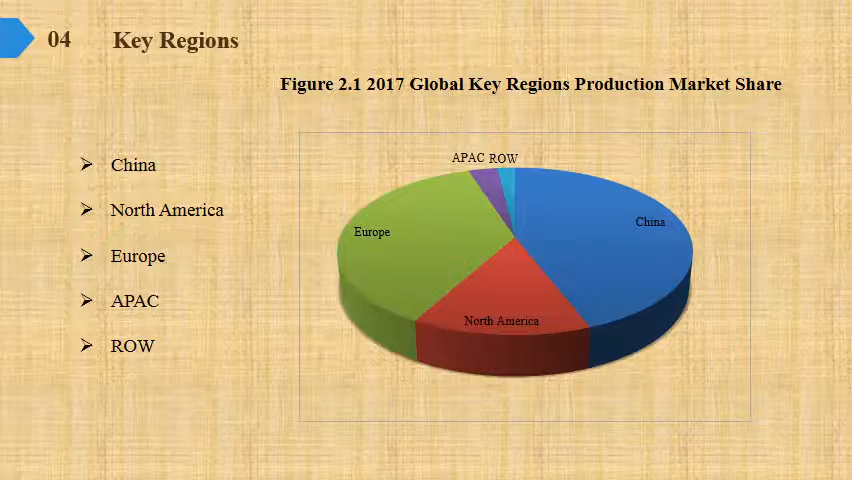 04 Key Regions
Figure 2.1 2017 Global Key Regions Production Market Share
China
North America
Europe
APAC
ROW
APAC ROW
China
Europe
North America